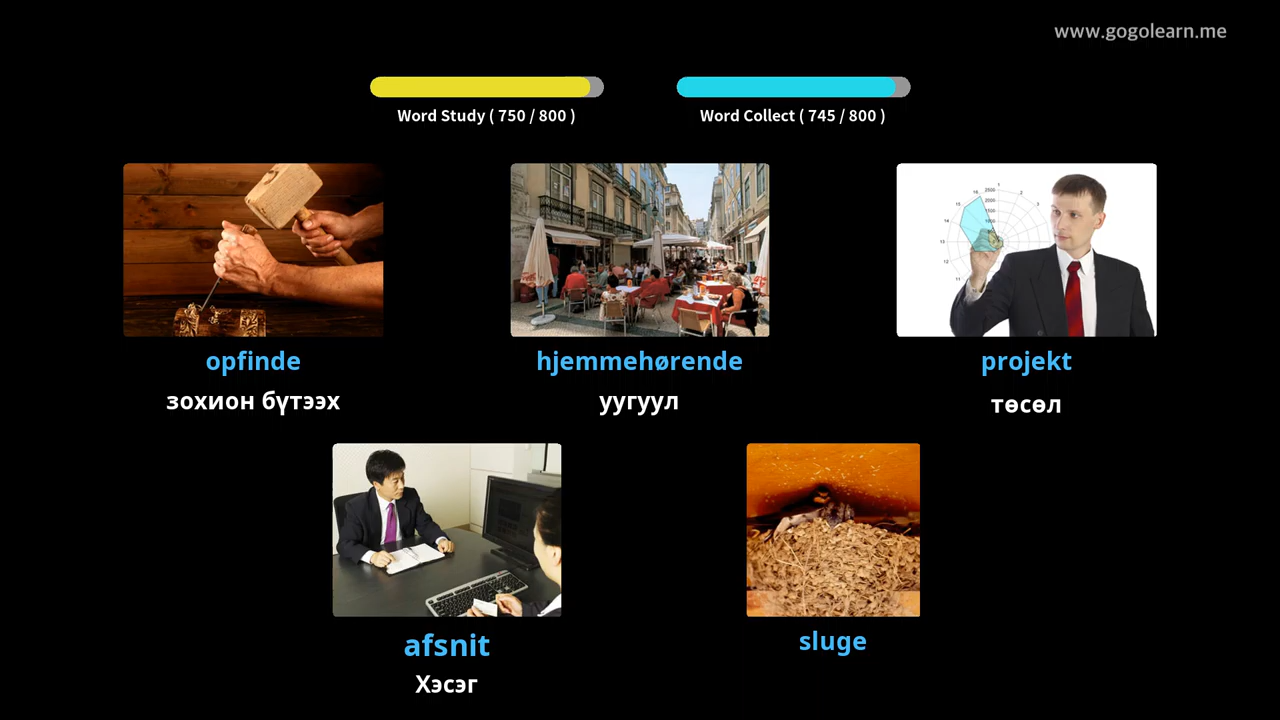 www.gogolearn.me
Word Study ( 750 / 800 )
Word Collect ( 745 / 800 )
opfinde
hjemmehørende
projekt
зохион бүтээх
уугуул
төсөл
afsnit
sluge
Хэсэг